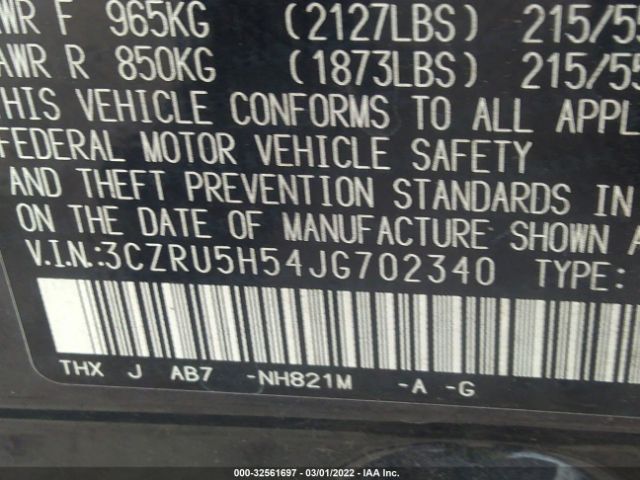 AWR F 965KG (2127LBS) 215/55
AWR R 850KG (1873LBS) 215/55
THIS VEHICLE CONFORMS TO ALL APPL
FEDERAL MOTOR VEHICLE SAFETY
AND THEFT PREVENTION STANDARDS IN
ON THE DATE OF MANUFACTURE SHOWN A
V.I.N.:3CZRU5H54JG702340 TYPE:
THX J AB7 -NH821M -A -G
000-32561697 - 03/01/2022 - IAA Inc.